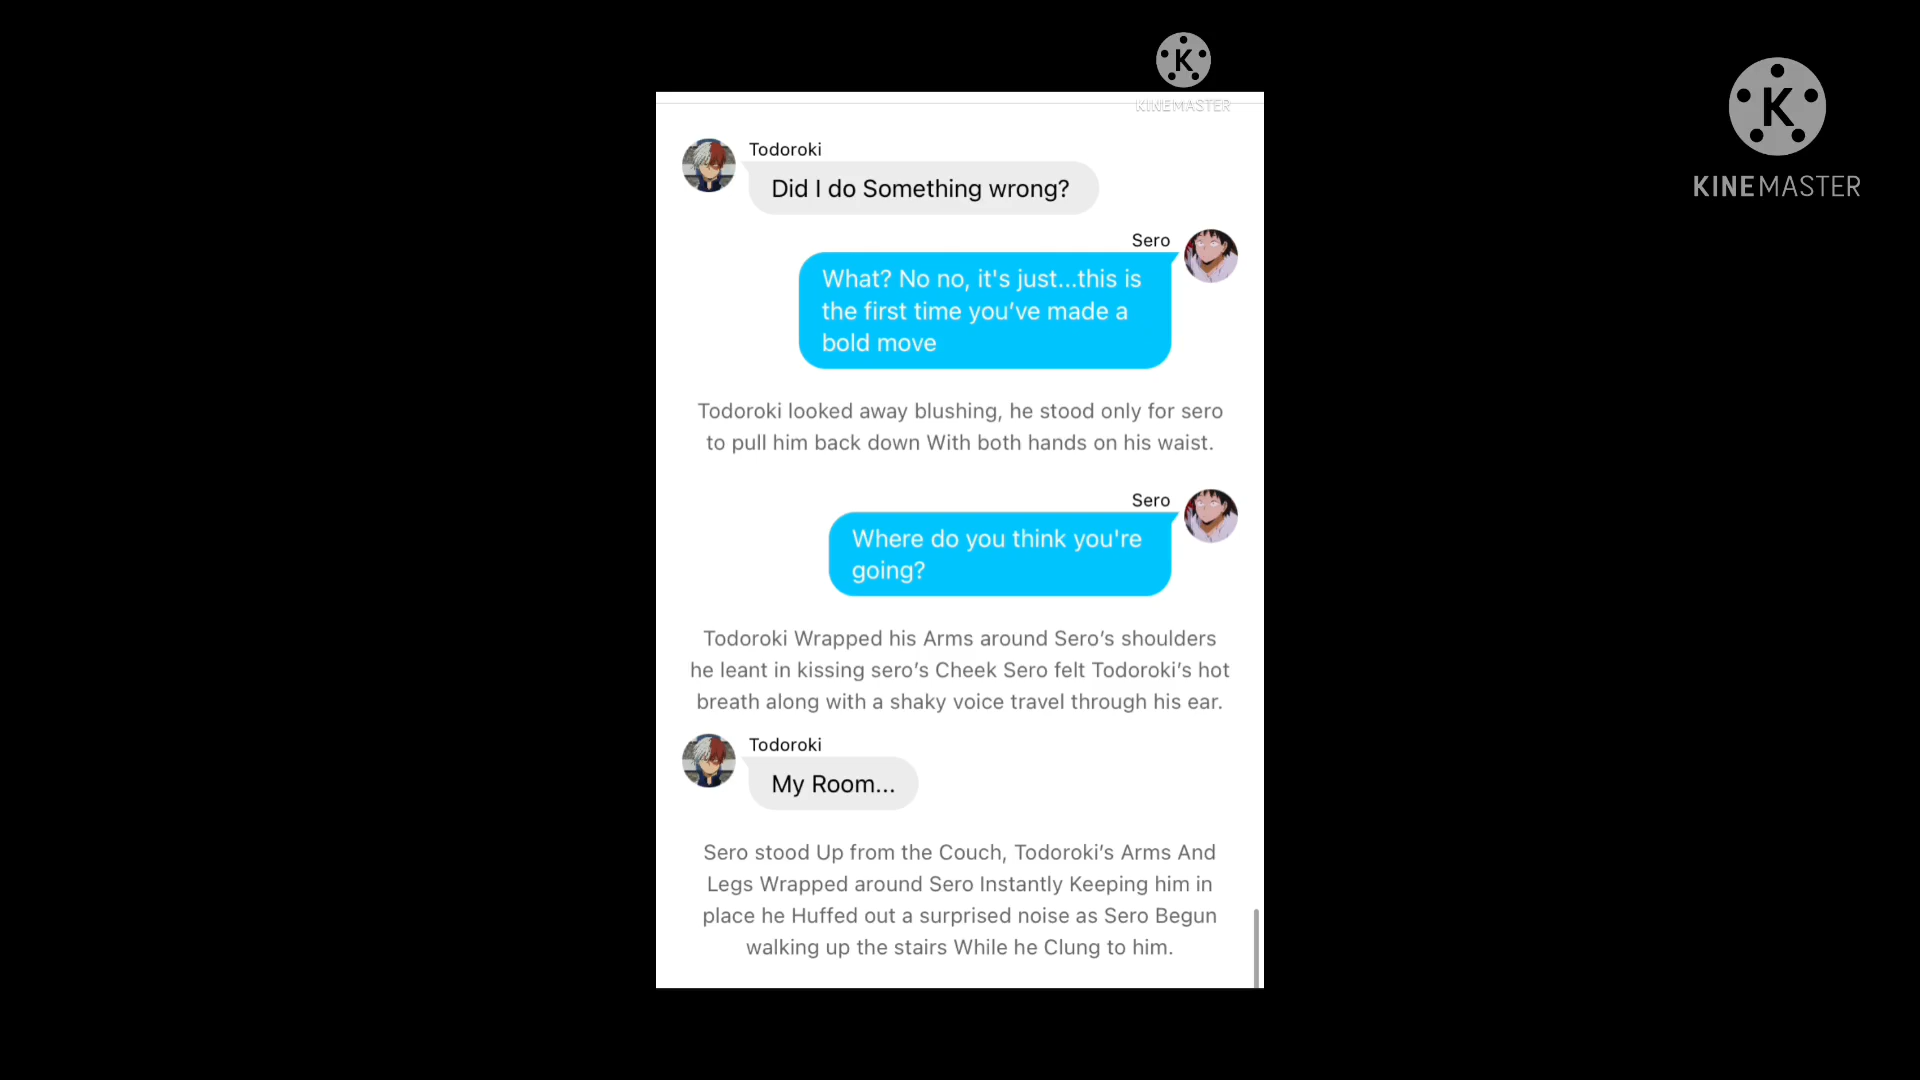 K
KINEMASTER
K
KINEMASTER
Todoroki
Did I do Something wrong?
Sero
What? No no, it's just...this is
the first time you’ve made a
bold move
Todoroki looked away blushing, he stood only for sero
to pull him back down With both hands on his waist.
Sero
Where do you think you're
going?
Todoroki Wrapped his Arms around Sero’s shoulders
he leant in kissing sero’s Cheek Sero felt Todoroki’s hot
breath along with a shaky voice travel through his ear.
Todoroki
My Room...
Sero stood Up from the Couch, Todoroki’s Arms And
Legs Wrapped around Sero Instantly Keeping him in
place he Huffed out a surprised noise as Sero Begun
walking up the stairs While he Clung to him.